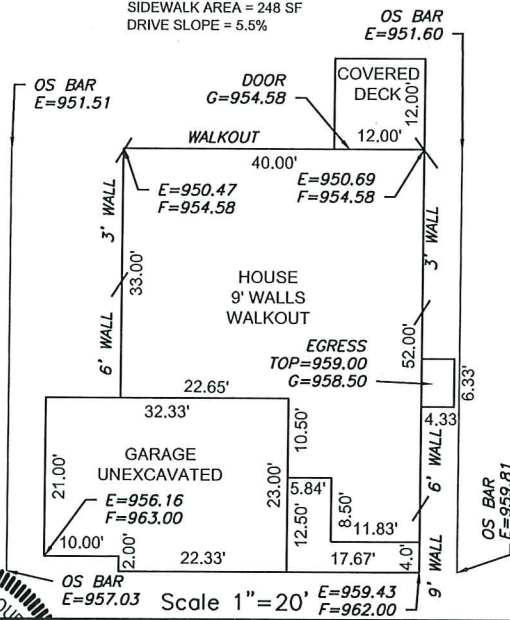 SIDEWALK AREA = 248 SF
DRIVE SLOPE = 5.5%
OS BAR
E=951.60
OS BAR
E=951.51
DOOR
G=954.58
COVERED
DECK
12.00'
12.00'
WALKOUT
40.00'
E=950.47
F=954.58
E=950.69
F=954.58
3' WALL
33.00'
6' WALL
3' WALL
HOUSE
9' WALLS
WALKOUT
52.00'
EGRESS
TOP=959.00
G=958.50
6.33'
4.33
22.65'
32.33'
10.50'
GARAGE
UNEXCAVATED
21.00'
23.00'
E=956.16
F=963.00
5.84'
8.50'
12.50'
11.83'
6' WALL
OS BAR
E=959.81
10.00'
2.00'
22.33'
17.67'
4.0'
9' WALL
OS BAR
E=957.03
Scale 1"=20'
E=959.43
F=962.00